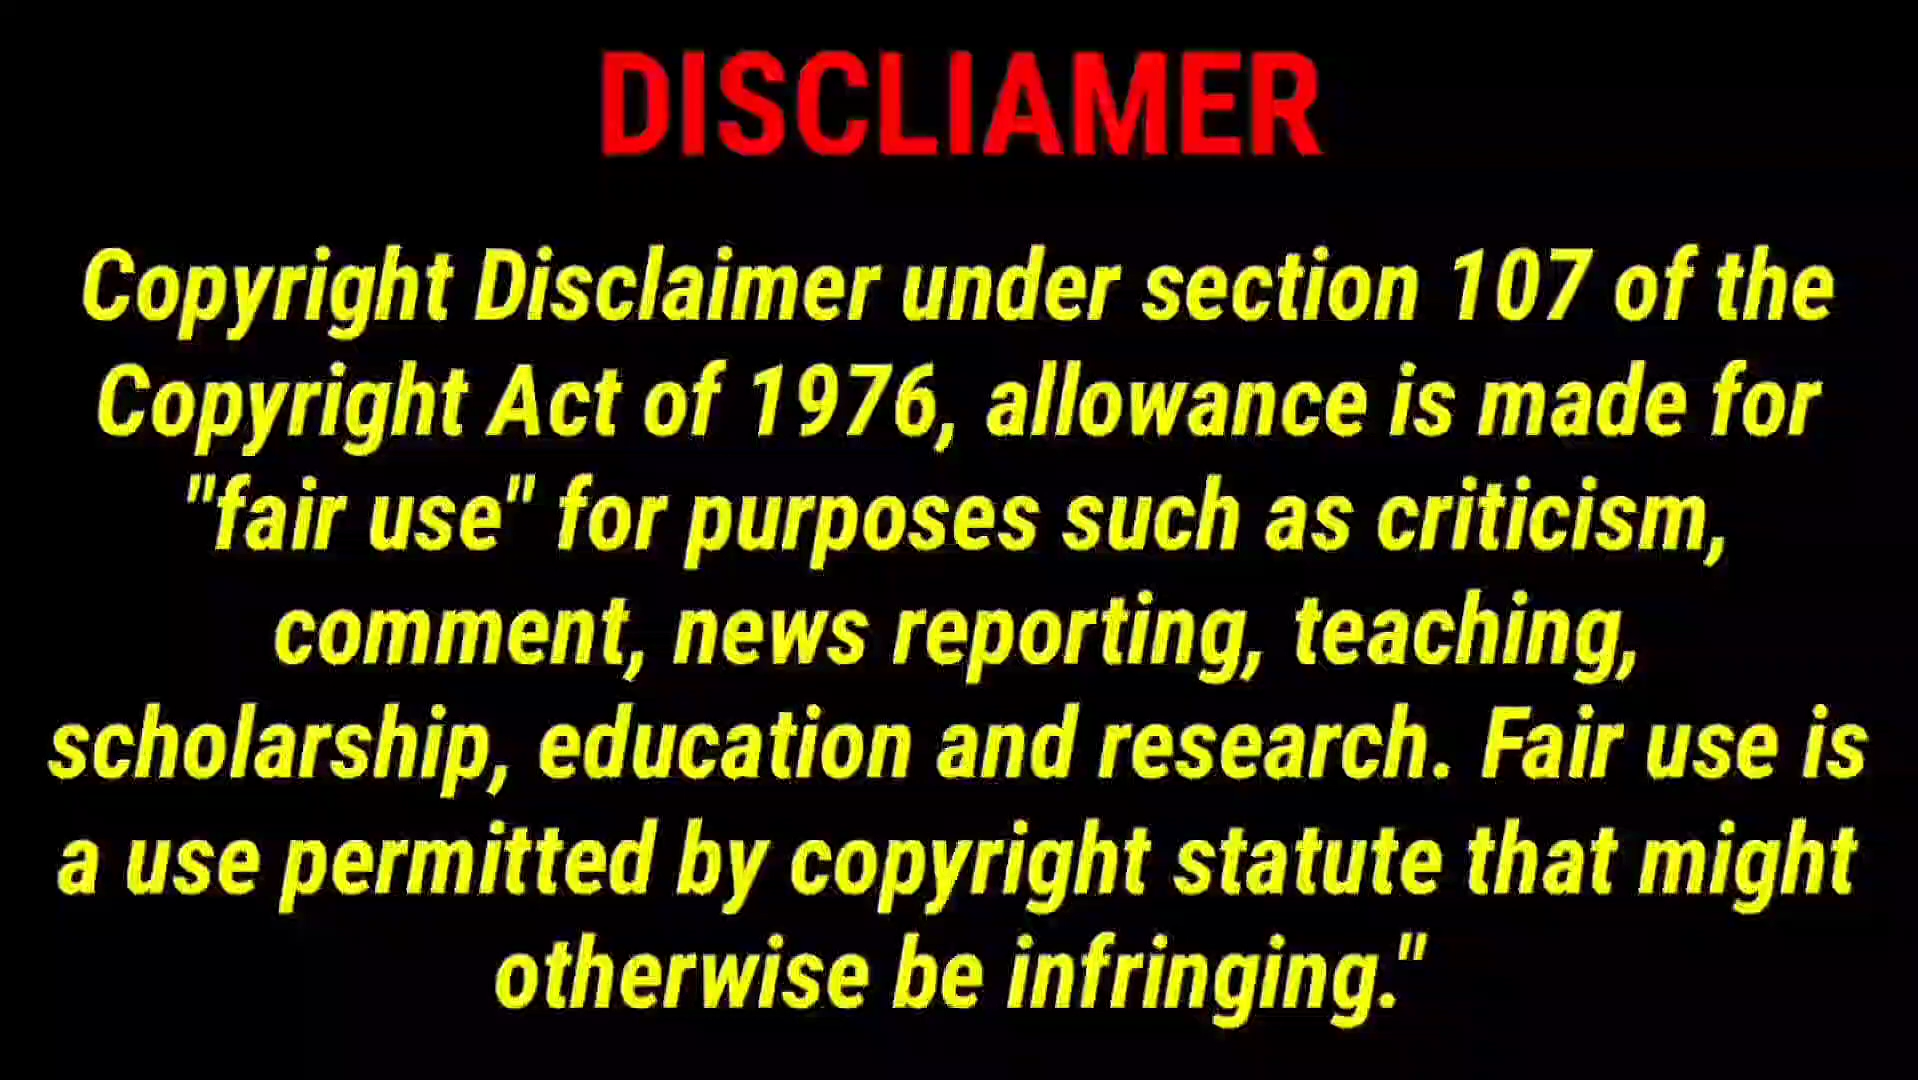 DISCLIAMER
Copyright Disclaimer under section 107 of the
Copyright Act of 1976, allowance is made for
"fair use" for purposes such as criticism,
comment, news reporting, teaching,
scholarship, education and research. Fair use is
a use permitted by copyright statute that might
otherwise be infringing."